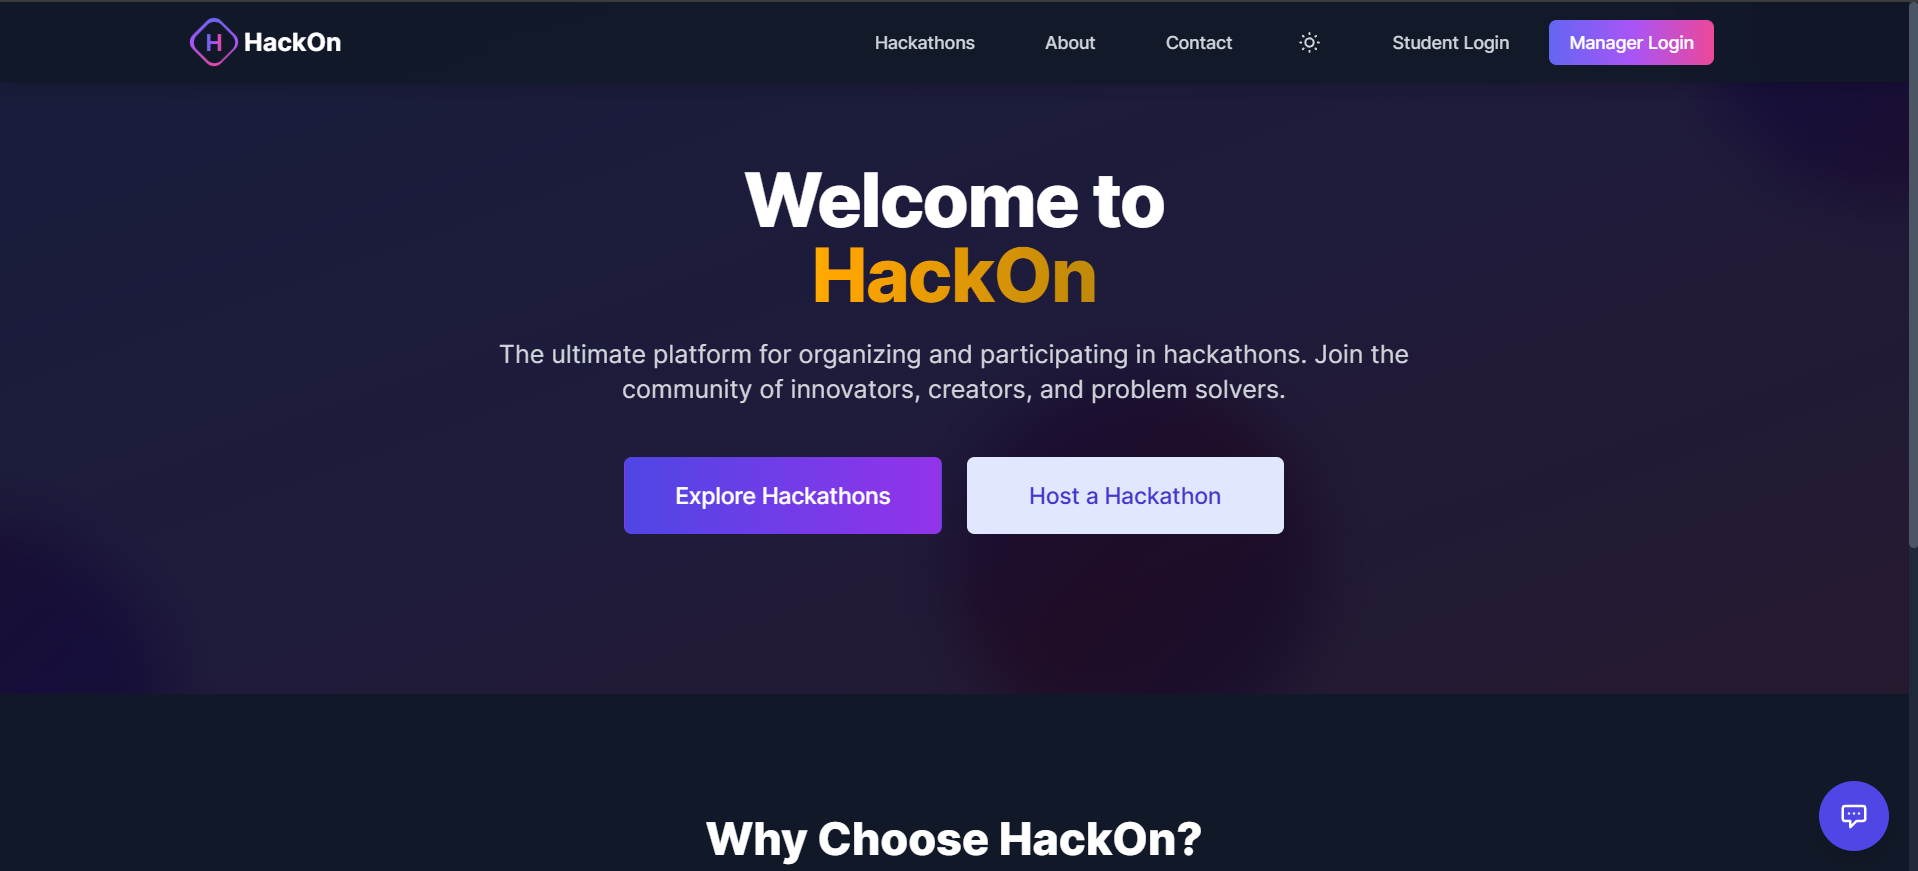 H HackOn
Hackathons About Contact Student Login Manager Login
Welcome to
HackOn
The ultimate platform for organizing and participating in hackathons. Join the
community of innovators, creators, and problem solvers.
Explore Hackathons Host a Hackathon
Why Choose HackOn?